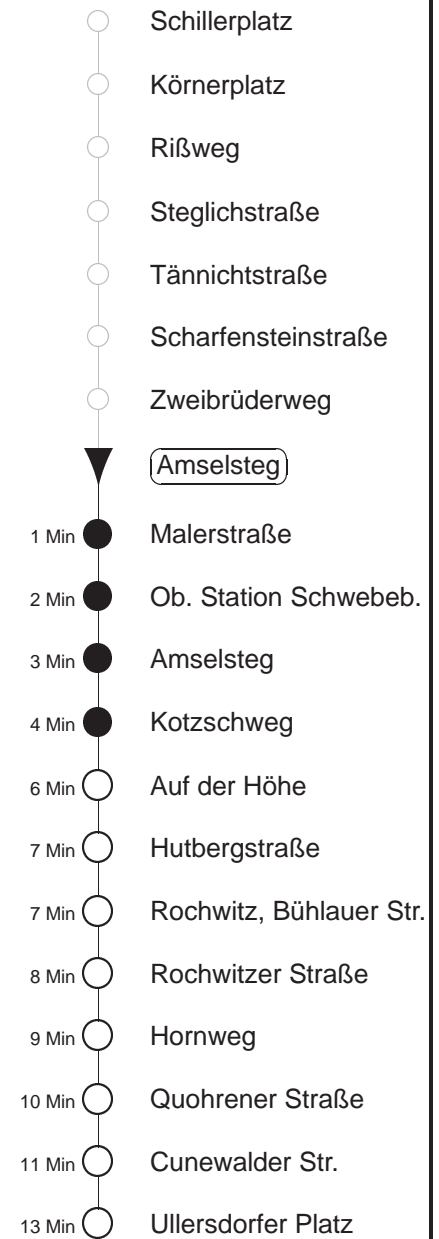 Schillerplatz
Körnerplatz
Rißweg
Steglichstraße
Tännichtstraße
Scharfensteinstraße
Zweibrüderweg
Amselsteg
1 Min Malerstraße
2 Min Ob. Station Schwebeb.
3 Min Amselsteg
4 Min Kotzschweg
6 Min Auf der Höhe
7 Min Hutbergstraße
7 Min Rochwitz, Bühlauer Str.
8 Min Rochwitzer Straße
9 Min Hornweg
10 Min Quohrener Straße
11 Min Cunewalder Str.
13 Min Ullersdorfer Platz